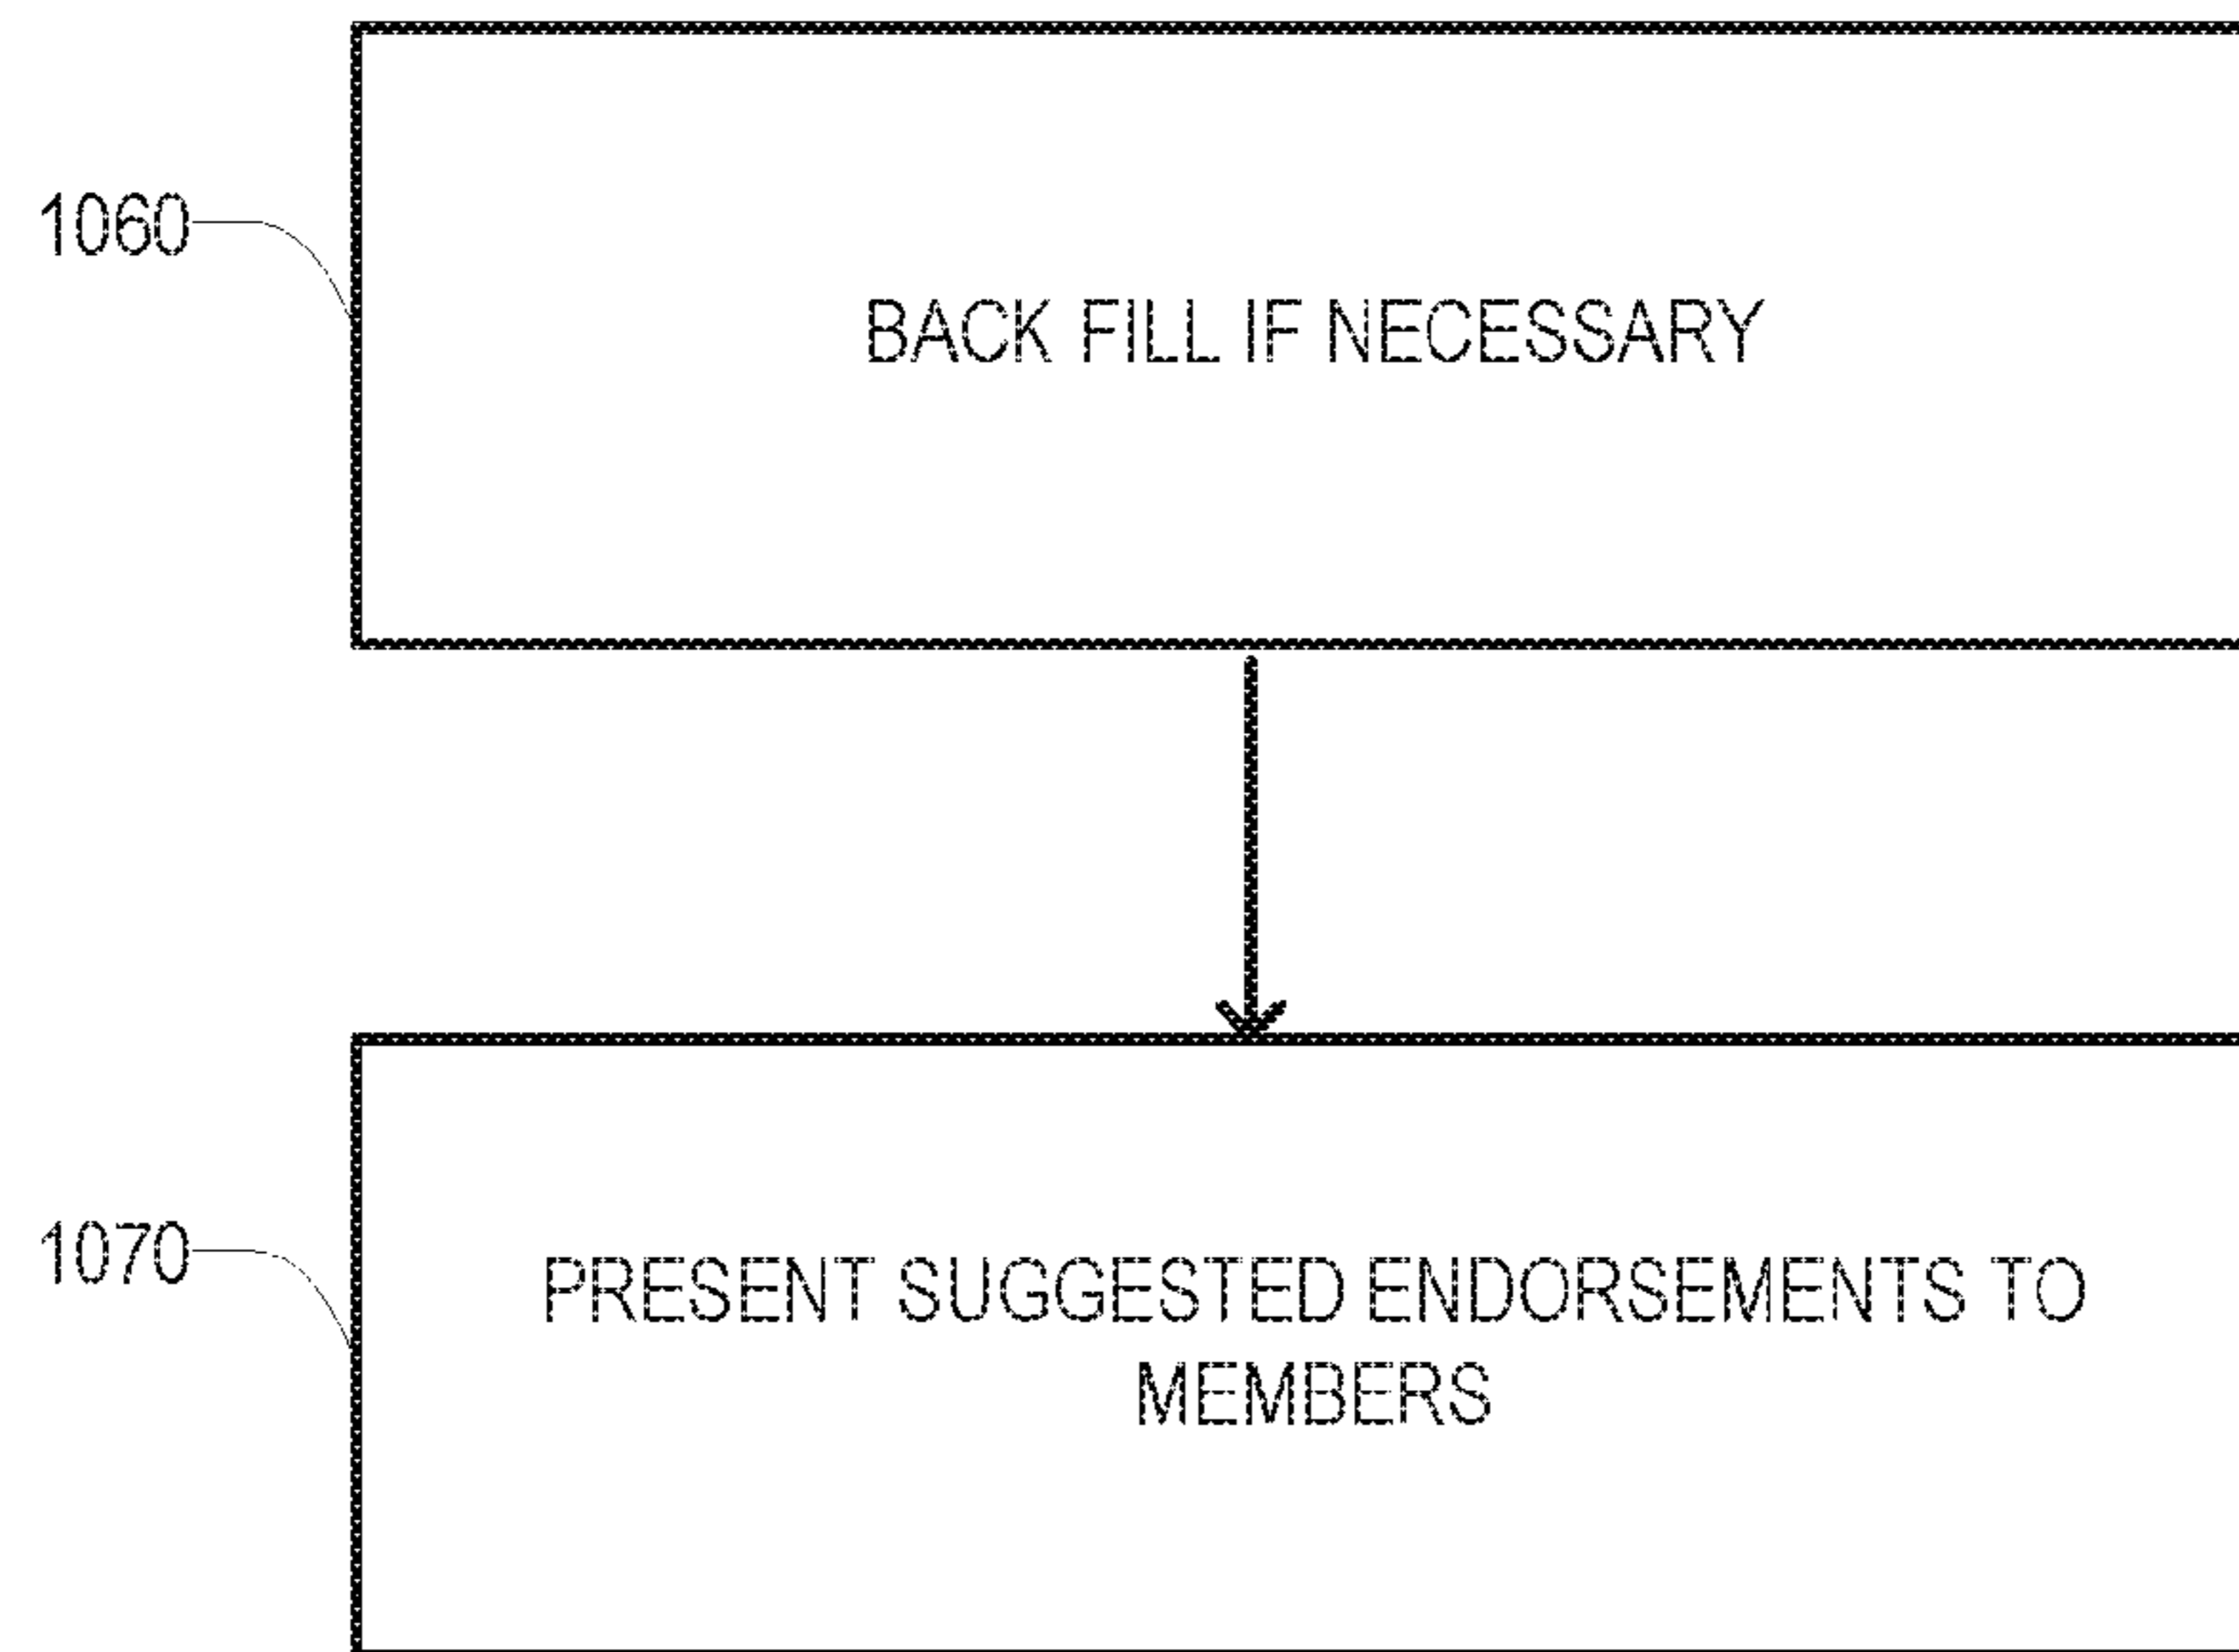 1060
BACK FILL IF NECESSARY
1070
PRESENT SUGGESTED ENDORSEMENTS TO
MEMBERS